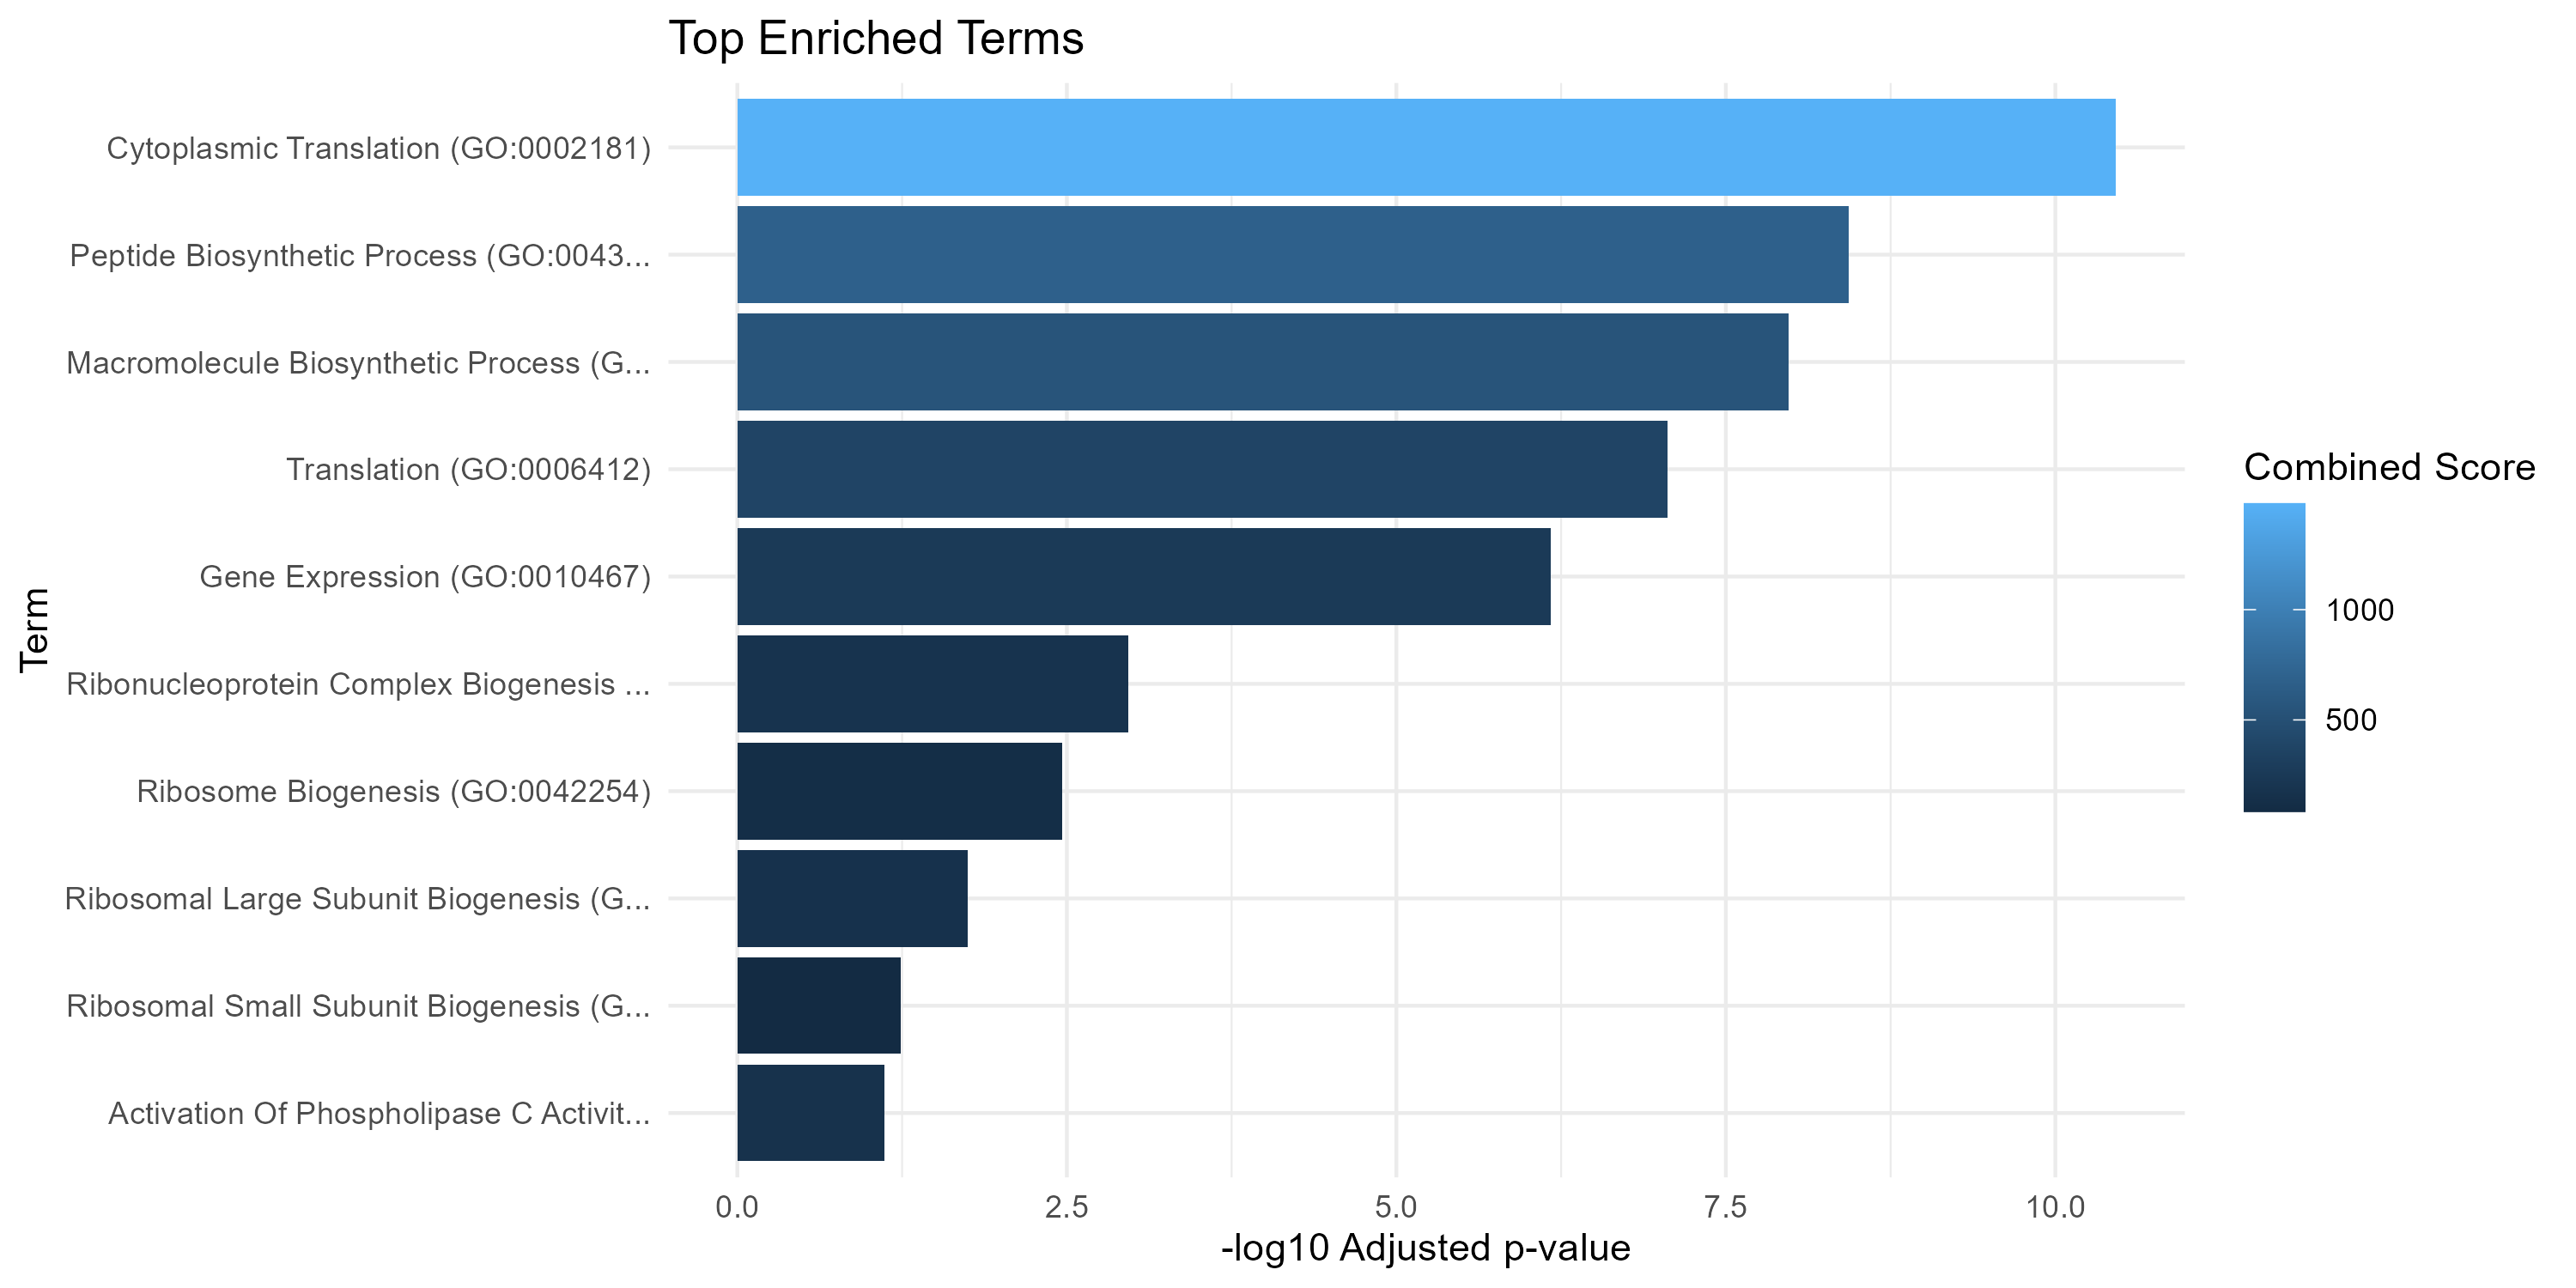 Top Enriched Terms
Cytoplasmic Translation (GO:0002181)
Peptide Biosynthetic Process (GO:0043...
Macromolecule Biosynthetic Process (G...
Translation (GO:0006412)
Gene Expression (GO:0010467)
Ribonucleoprotein Complex Biogenesis ...
Ribosome Biogenesis (GO:0042254)
Ribosomal Large Subunit Biogenesis (G...
Ribosomal Small Subunit Biogenesis (G...
Activation Of Phospholipase C Activit...
Term
0.0 2.5 5.0 7.5 10.0
-log10 Adjusted p-value
Combined Score
1000
500